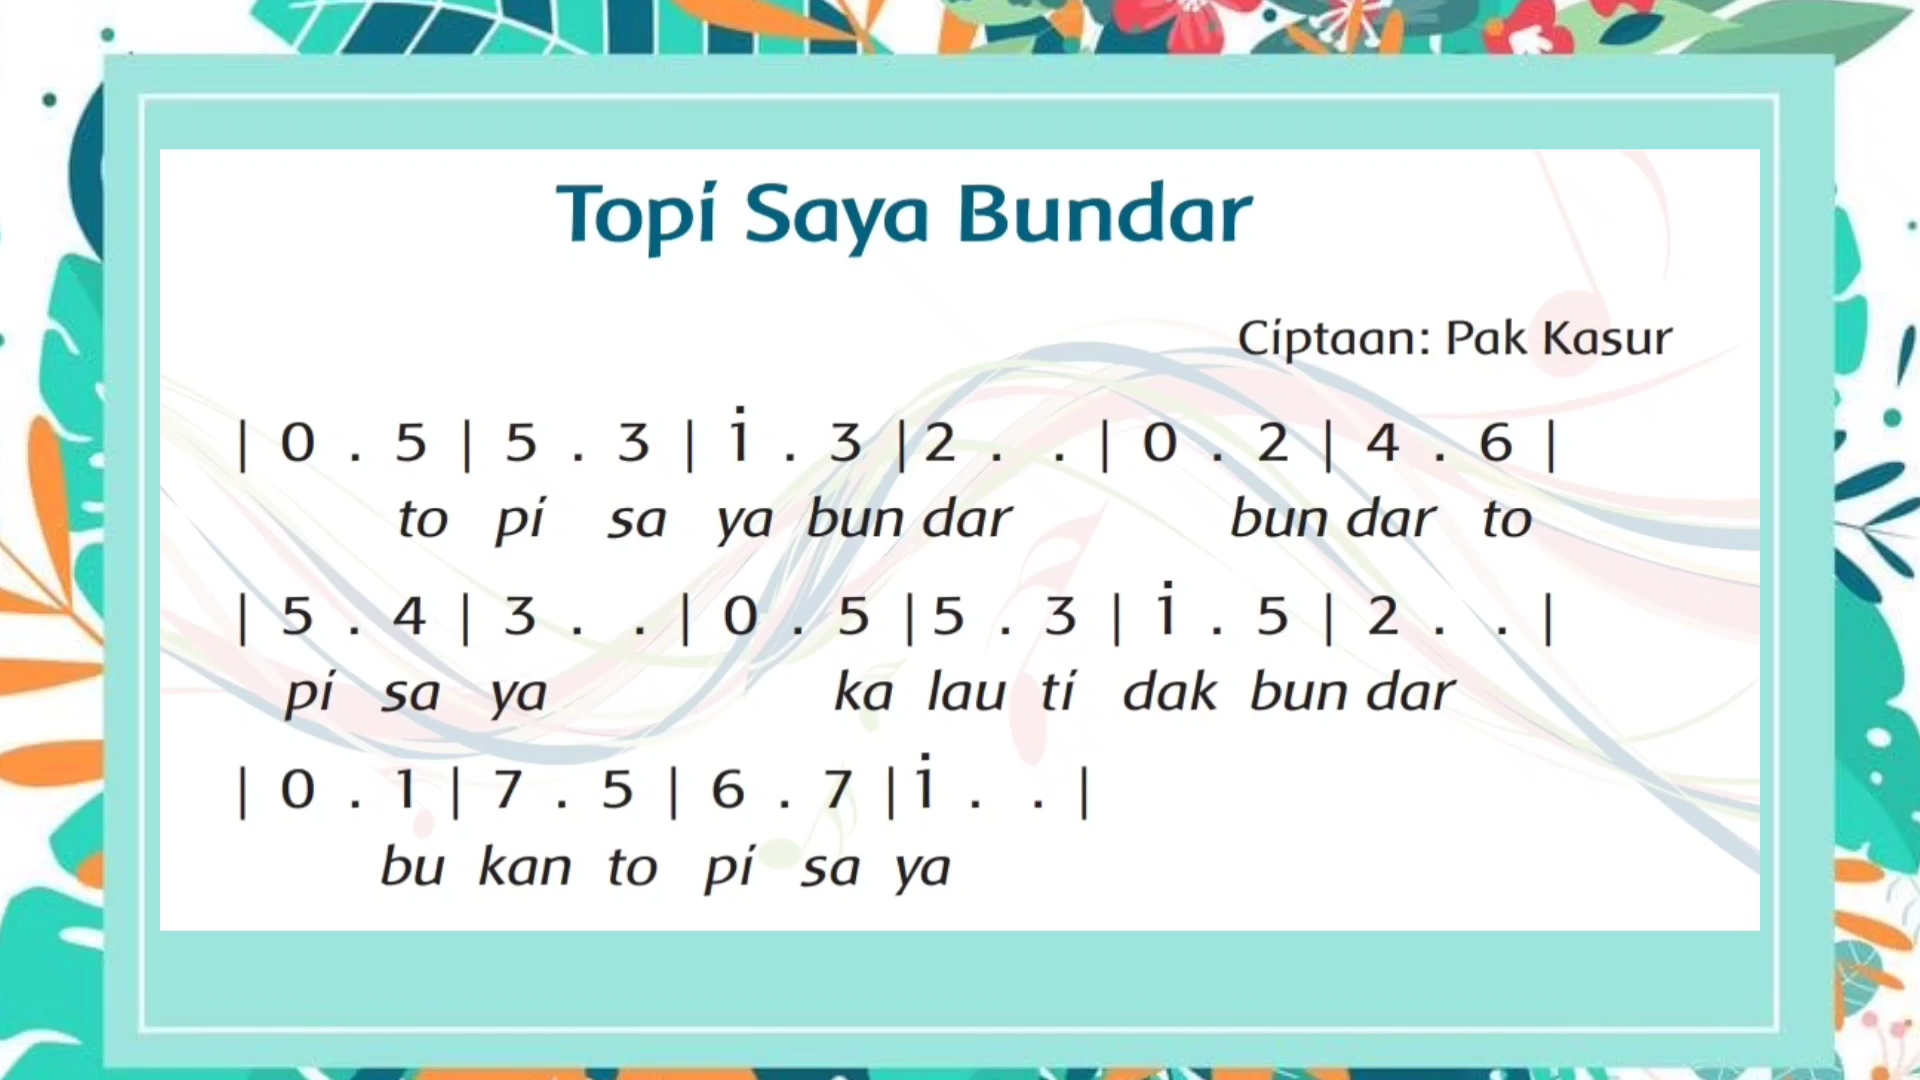 Topi Saya Bundar
Ciptaan: Pak Kasur
| 0 . 5 | 5 . 3 | i̇ . 3 | 2 . . | 0 . 2 | 4 . 6 |
to pi sa ya bun dar bun dar to
| 5 . 4 | 3 . . | 0 . 5 | 5 . 3 | i̇ . 5 | 2 . . |
pi sa ya ka lau ti dak bun dar
| 0 . 1 | 7 . 5 | 6 . 7 | i̇ . . |
bu kan to pi sa ya